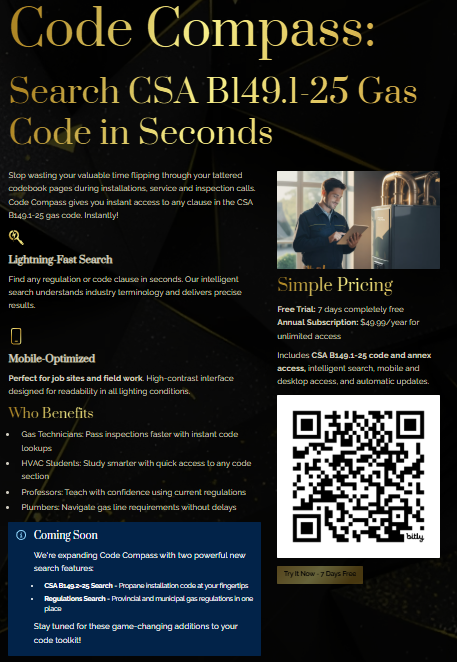 Code Compass:
Search CSA B149.1-25 Gas
Code in Seconds
Stop wasting your valuable time flipping through your tattered
codebook pages during installations, service and inspection calls.
Code Compass gives you instant access to any clause in the CSA
B149.1-25 gas code. Instantly!
Lightning-Fast Search
Find any regulation or code clause in seconds. Our intelligent
search understands industry terminology and delivers precise
results.
Mobile-Optimized
Perfect for job sites and field work. High-contrast interface
designed for readability in all lighting conditions.
Who Benefits
• Gas Technicians: Pass inspections faster with instant code
lookups
• HVAC Students: Study smarter with quick access to any code
section
• Professors: Teach with confidence using current regulations
• Plumbers: Navigate gas line requirements without delays
Coming Soon
We're expanding Code Compass with two powerful new
search features:
• CSA B149.2-25 Search - Propane installation code at your fingertips
• Regulations Search - Provincial and municipal gas regulations in one
place
Stay tuned for these game-changing additions to your
code toolkit!
Simple Pricing
Free Trial: 7 days completely free
Annual Subscription: $49.99/year for
unlimited access
Includes CSA B149.1-25 code and annex
access, intelligent search, mobile and
desktop access, and automatic updates.
bitly
Try It Now - 7 Days Free